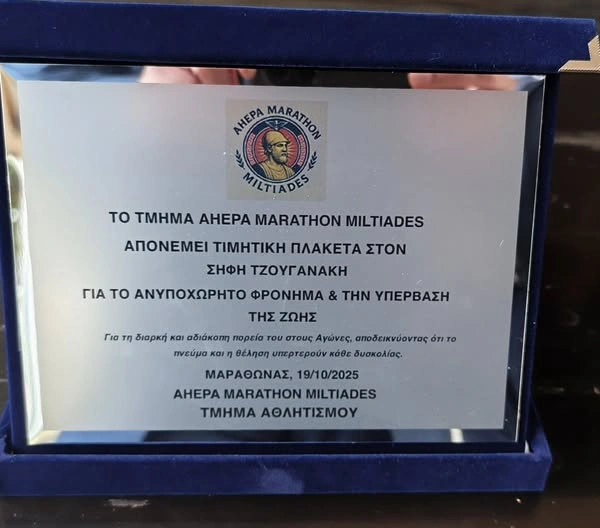 AHEPA MARATHON
MILTIADES
ΤΟ ΤΜΗΜΑ AHEPA MARATHON MILTIADES
ΑΠΟΝΕΜΕΙ ΤΙΜΗΤΙΚΗ ΠΛΑΚΕΤΑ ΣΤΟΝ
ΣΗΦΗ ΤΖΟΥΓΑΝΑΚΗ
ΓΙΑ ΤΟ ΑΝΥΠΟΧΩΡΗΤΟ ΦΡΟΝΗΜΑ & ΤΗΝ ΥΠΕΡΒΑΣΗ
ΤΗΣ ΖΩΗΣ
Για τη διαρκή και αδιάκοπη πορεία του στους Αγώνες, αποδεικνύοντας ότι το
πνεύμα και η θέληση υπερτερούν κάθε δυσκολίας.
ΜΑΡΑΘΩΝΑΣ, 19/10/2025
AHEPA MARATHON MILTIADES
ΤΜΗΜΑ ΑΘΛΗΤΙΣΜΟΥ